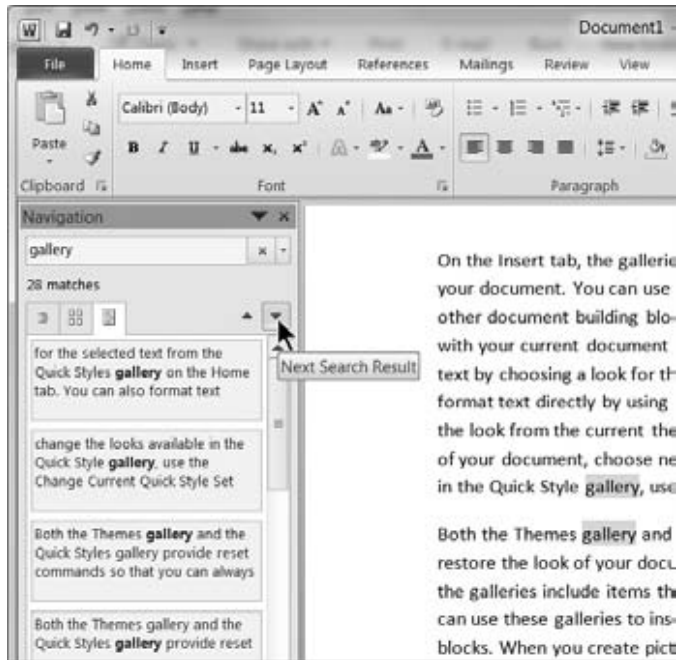 W
Document1 -
File Home Insert Page Layout References Mailings Review View
Calibri (Body) 11 A A Aa
Paste
B I U abc x, x² A ab A
Clipboard Font Paragraph
Navigation
gallery
28 matches
Next Search Result
for the selected text from the
Quick Styles gallery on the Home
tab. You can also format text
change the looks available in the
Quick Style gallery, use the
Change Current Quick Style Set
Both the Themes gallery and the
Quick Styles gallery provide reset
commands so that you can always
Both the Themes gallery and the
Quick Styles gallery provide reset
On the Insert tab, the gallerie
your document. You can use
other document building blo
with your current document
text by choosing a look for th
format text directly by using
the look from the current the
of your document, choose ne
in the Quick Style gallery, use
Both the Themes gallery and
restore the look of your docu
the galleries include items tha
can use these galleries to ins
blocks. When you create pict